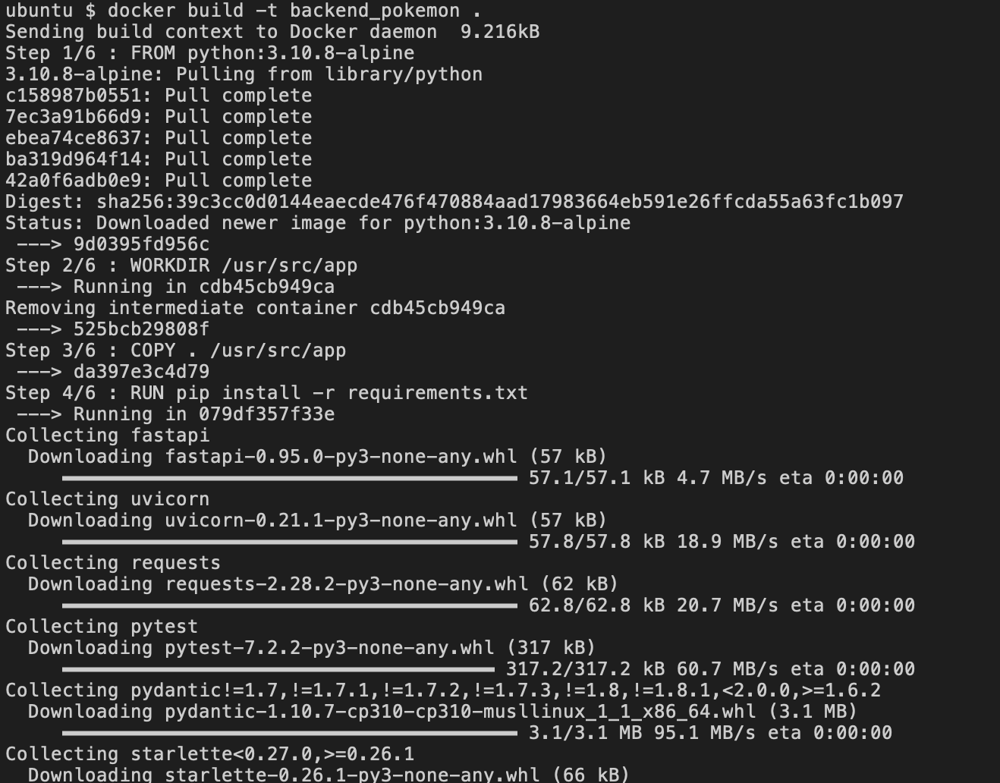 ubuntu $ docker build -t backend_pokemon .
Sending build context to Docker daemon  9.216kB
Step 1/6 : FROM python:3.10.8-alpine
3.10.8-alpine: Pulling from library/python
c158987b0551: Pull complete
7ec3a91b66d9: Pull complete
ebea74ce8637: Pull complete
ba319d964f14: Pull complete
42a0f6adb0e9: Pull complete
Digest: sha256:39c3cc0d0144eaecde476f470884aad17983664eb591e26ffcda55a63fc1b097
Status: Downloaded newer image for python:3.10.8-alpine
 ---> 9d0395fd956c
Step 2/6 : WORKDIR /usr/src/app
 ---> Running in cdb45cb949ca
Removing intermediate container cdb45cb949ca
 ---> 525bcb29808f
Step 3/6 : COPY . /usr/src/app
 ---> da397e3c4d79
Step 4/6 : RUN pip install -r requirements.txt
 ---> Running in 079df357f33e
Collecting fastapi
  Downloading fastapi-0.95.0-py3-none-any.whl (57 kB)
57.1/57.1 kB 4.7 MB/s eta 0:00:00
Collecting uvicorn
  Downloading uvicorn-0.21.1-py3-none-any.whl (57 kB)
57.8/57.8 kB 18.9 MB/s eta 0:00:00
Collecting requests
  Downloading requests-2.28.2-py3-none-any.whl (62 kB)
62.8/62.8 kB 20.7 MB/s eta 0:00:00
Collecting pytest
  Downloading pytest-7.2.2-py3-none-any.whl (317 kB)
317.2/317.2 kB 60.7 MB/s eta 0:00:00
Collecting pydantic!=1.7,!=1.7.1,!=1.7.2,!=1.7.3,!=1.8,!=1.8.1,<2.0.0,>=1.6.2
  Downloading pydantic-1.10.7-cp310-cp310-musllinux_1_1_x86_64.whl (3.1 MB)
3.1/3.1 MB 95.1 MB/s eta 0:00:00
Collecting starlette<0.27.0,>=0.26.1
  Downloading starlette-0.26.1-py3-none-any.whl (66 kB)